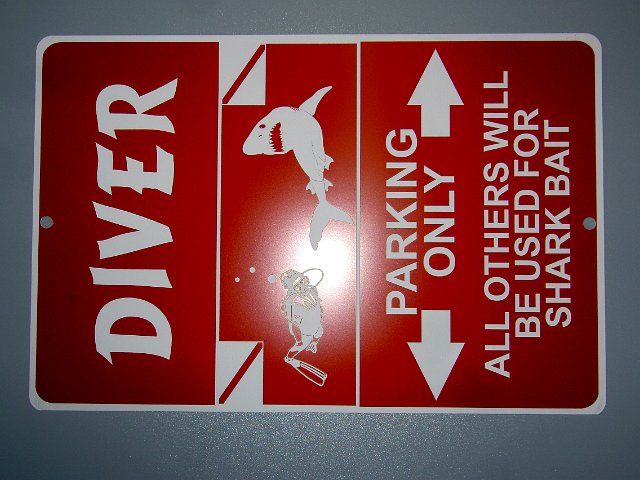 DIVER
PARKING
ONLY
ALL OTHERS WILL
BE USED FOR
SHARK BAIT